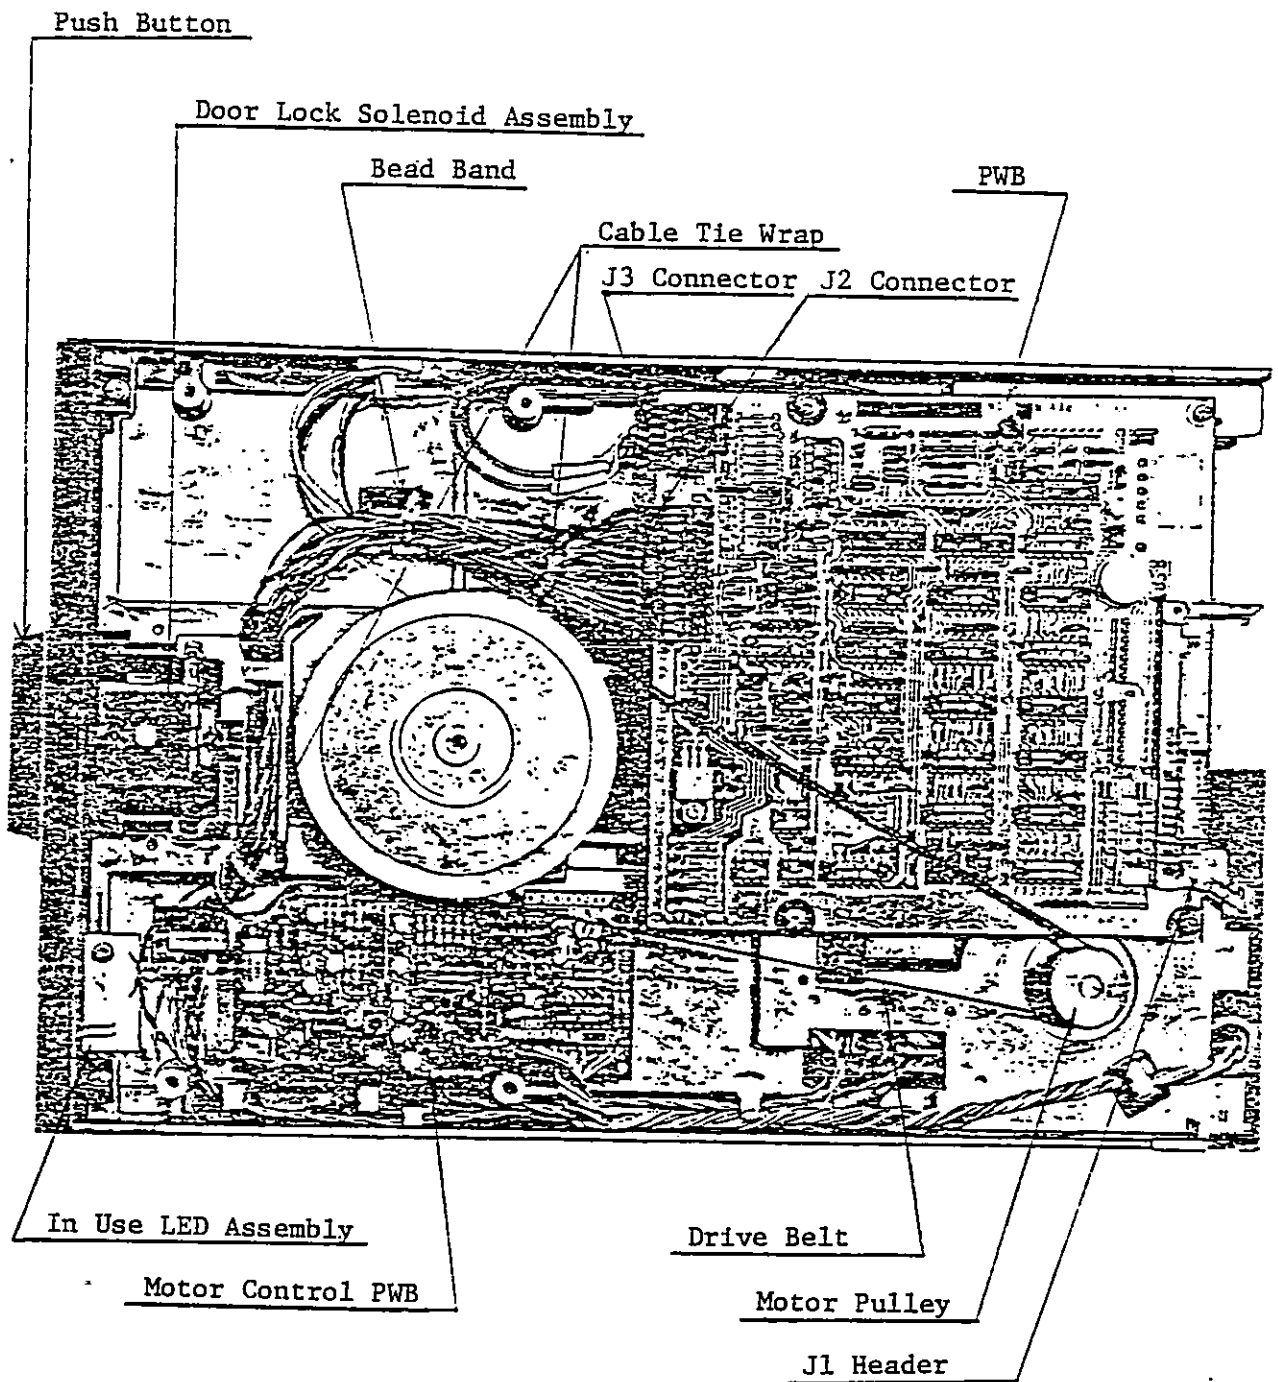 Push Button
Door Lock Solenoid Assembly
Bead Band
PWB
Cable Tie Wrap
J3 Connector
J2 Connector
In Use LED Assembly
Drive Belt
Motor Control PWB
Motor Pulley
J1 Header